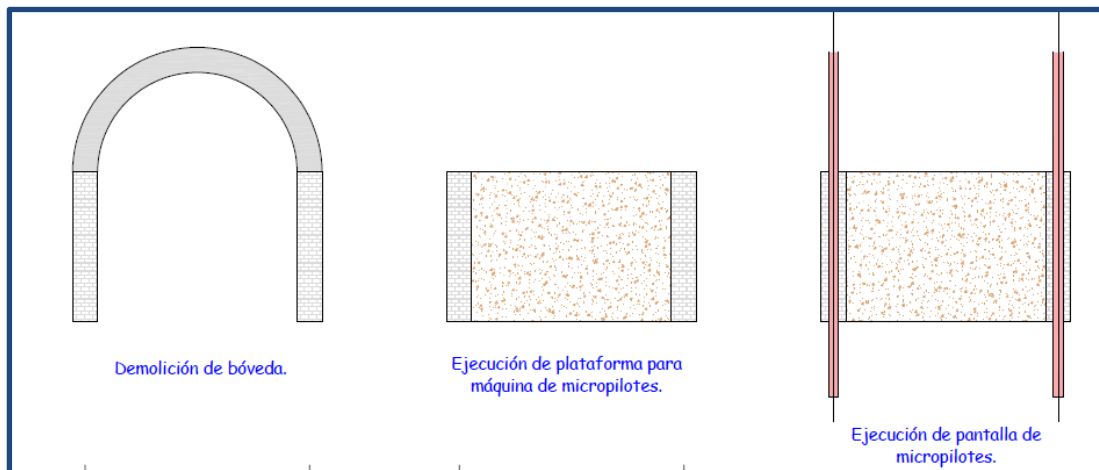 Demolición de bóveda.
Ejecución de plataforma para
máquina de micropilotes.
Ejecución de pantalla de
micropilotes.